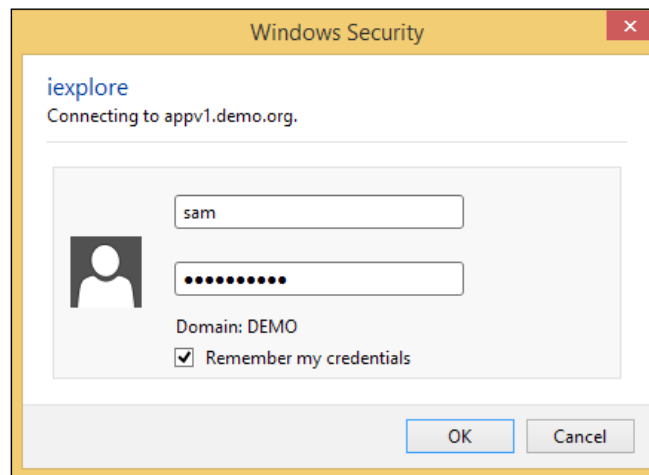 Windows Security
iexplore
Connecting to appv1.demo.org.
sam
●●●●●●●●●●
Domain: DEMO
Remember my credentials
OK
Cancel